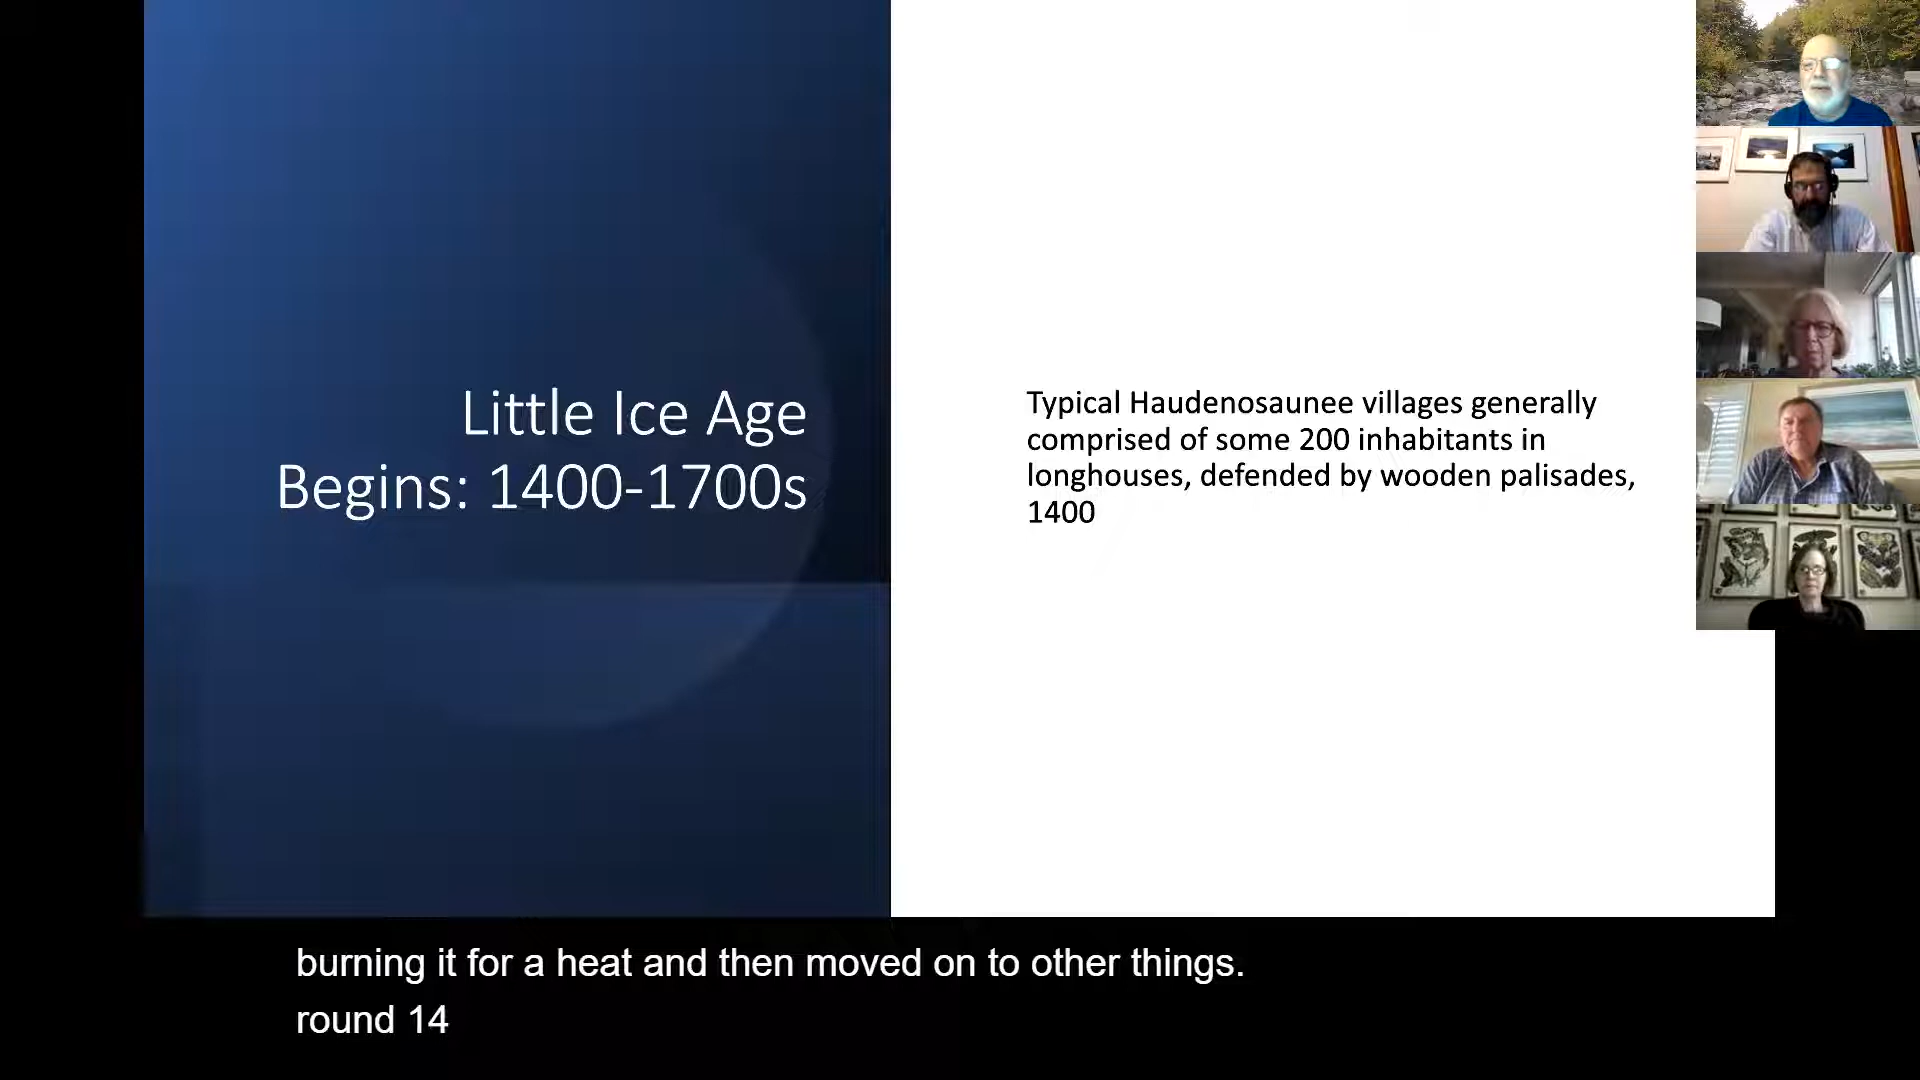 Little Ice Age
Begins: 1400-1700s
Typical Haudenosaunee villages generally
comprised of some 200 inhabitants in
longhouses, defended by wooden palisades,
1400
burning it for a heat and then moved on to other things.
round 14